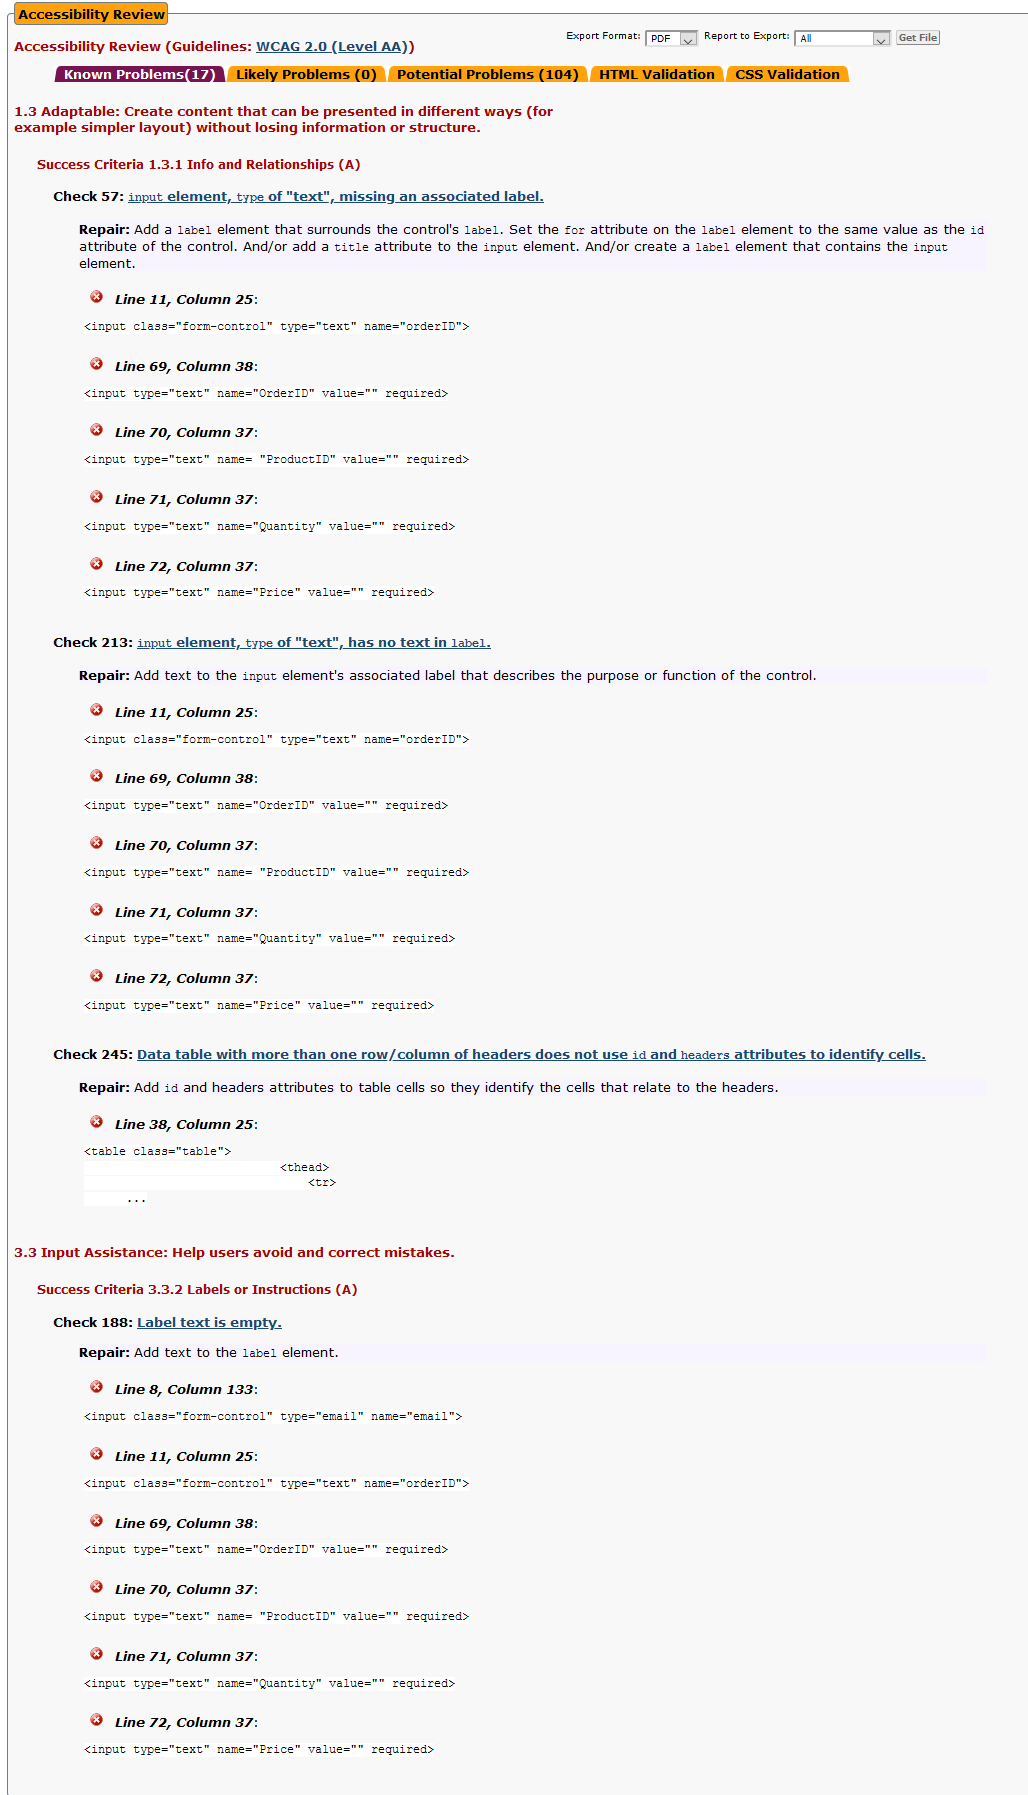 Accessibility Review
Accessibility Review (Guidelines: WCAG 2.0 (Level AA))
Export Format: PDF Report to Export: All Get File
Known Problems(17) Likely Problems (0) Potential Problems (104) HTML Validation CSS Validation
1.3 Adaptable: Create content that can be presented in different ways (for
example simpler layout) without losing information or structure.
Success Criteria 1.3.1 Info and Relationships (A)
Check 57: input element, type of "text", missing an associated label.
Repair: Add a label element that surrounds the control's label. Set the for attribute on the label element to the same value as the id
attribute of the control. And/or add a title attribute to the input element. And/or create a label element that contains the input
element.
Line 11, Column 25:
<input class="form-control" type="text" name="orderID">
Line 69, Column 38:
<input type="text" name="OrderID" value="" required>
Line 70, Column 37:
<input type="text" name= "ProductID" value="" required>
Line 71, Column 37:
<input type="text" name="Quantity" value="" required>
Line 72, Column 37:
<input type="text" name="Price" value="" required>
Check 213: input element, type of "text", has no text in label.
Repair: Add text to the input element's associated label that describes the purpose or function of the control.
Line 11, Column 25:
<input class="form-control" type="text" name="orderID">
Line 69, Column 38:
<input type="text" name="OrderID" value="" required>
Line 70, Column 37:
<input type="text" name= "ProductID" value="" required>
Line 71, Column 37:
<input type="text" name="Quantity" value="" required>
Line 72, Column 37:
<input type="text" name="Price" value="" required>
Check 245: Data table with more than one row/column of headers does not use id and headers attributes to identify cells.
Repair: Add id and headers attributes to table cells so they identify the cells that relate to the headers.
Line 38, Column 25:
<table class="table">
<thead>
<tr>
...
3.3 Input Assistance: Help users avoid and correct mistakes.
Success Criteria 3.3.2 Labels or Instructions (A)
Check 188: Label text is empty.
Repair: Add text to the label element.
Line 8, Column 133:
<input class="form-control" type="email" name="email">
Line 11, Column 25:
<input class="form-control" type="text" name="orderID">
Line 69, Column 38:
<input type="text" name="OrderID" value="" required>
Line 70, Column 37:
<input type="text" name= "ProductID" value="" required>
Line 71, Column 37:
<input type="text" name="Quantity" value="" required>
Line 72, Column 37:
<input type="text" name="Price" value="" required>